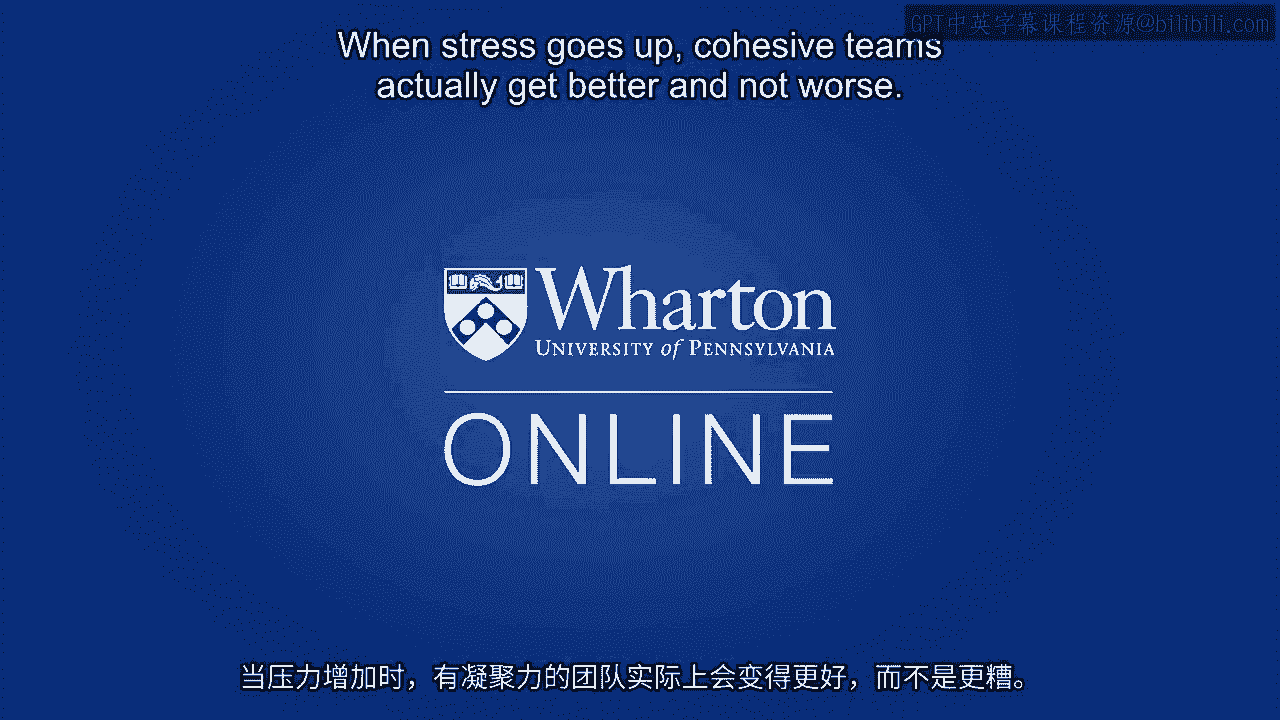 GPT中英字幕课程资源@bilibili.com
When stress goes up, cohesive teams
actually get better and not worse.
Wharton
UNIVERSITY of PENNSYLVANIA
ONLINE
当压力增加时，有凝聚力的团队实际上会变得更好，而不是更糟。